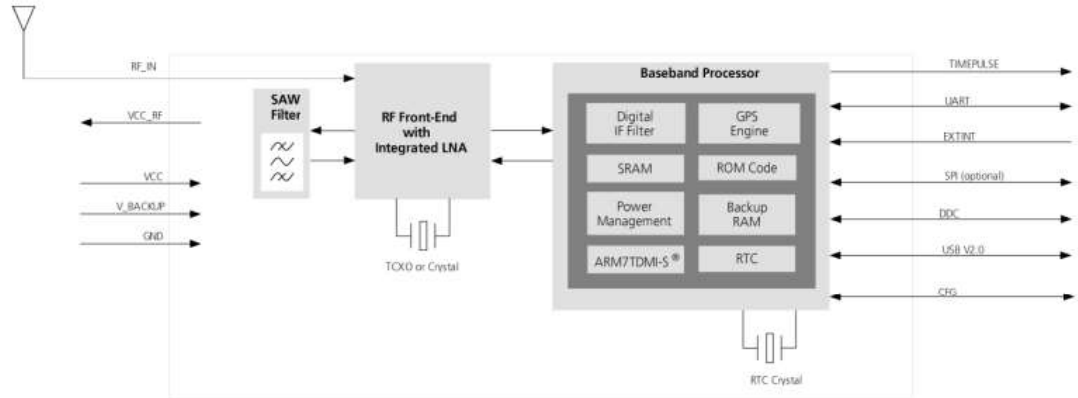 RF_IN
VCC_RF
VCC
V_BACKUP
GND
SAW
Filter
RF Front-End
with
Integrated LNA
TCXO or Crystal
Baseband Processor
Digital
IF Filter
GPS
Engine
SRAM
ROM Code
Power
Management
Backup
RAM
ARM7TDMI-S®
RTC
RTC Crystal
TIMEPULSE
UART
EXTINT
SPI (optional)
DDC
USB V2.0
CFG